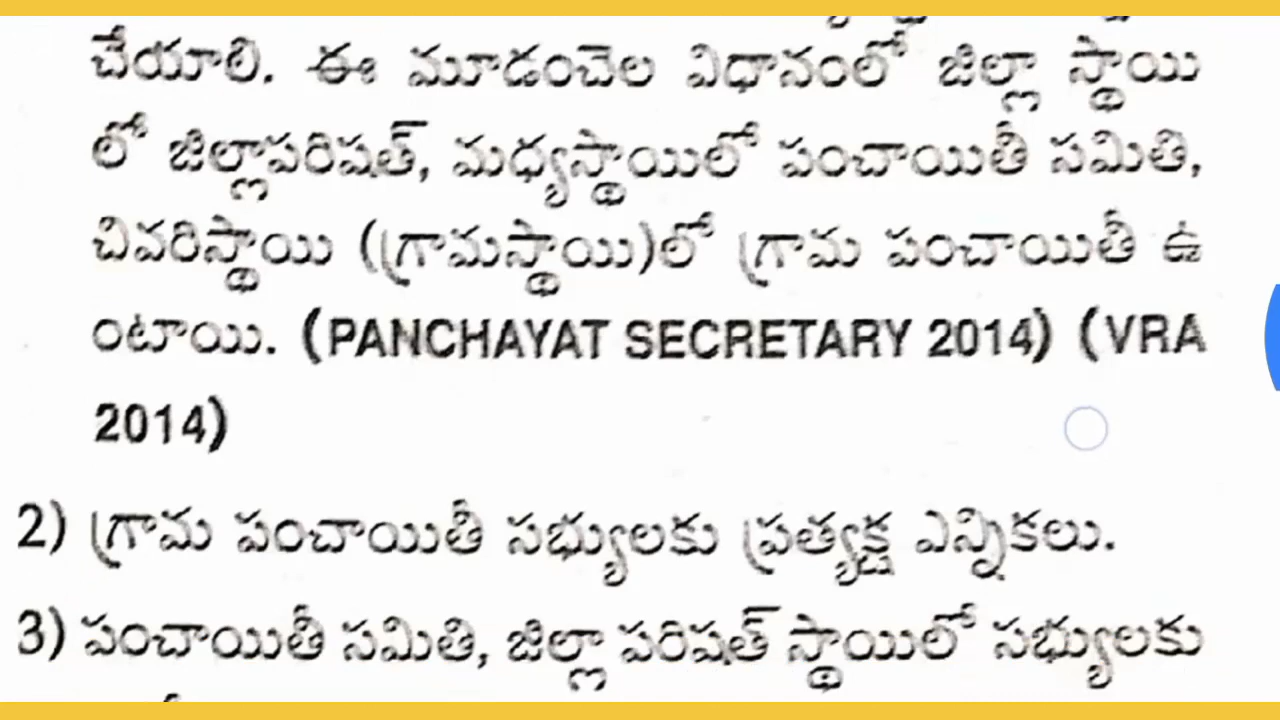 చేయాలి. ఈ మూడంచెల విధానంలో జిల్లా స్థాయి
లో జిల్లాపరిషత్, మధ్యస్థాయిలో పంచాయితీ సమితి,
చివరిస్థాయి (గ్రామస్థాయి)లో గ్రామ పంచాయితీ ఉ
ంటాయి. (PANCHAYAT SECRETARY 2014) (VRA
2014)
2) గ్రామ పంచాయితీ సభ్యులకు ప్రత్యక్ష ఎన్నికలు.
3) పంచాయితీ సమితి, జిల్లా పరిషత్ స్థాయిలో సభ్యులకు